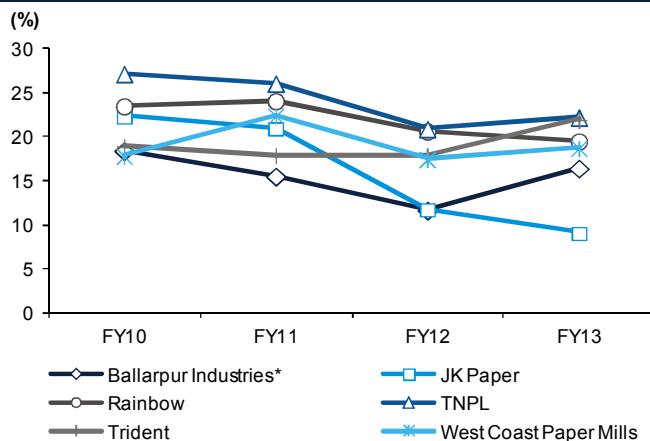 (%)
30
25
20
15
10
5
0
FY10 FY11 FY12 FY13
Ballarpur Industries* JK Paper
Rainbow TNPL
Trident West Coast Paper Mills